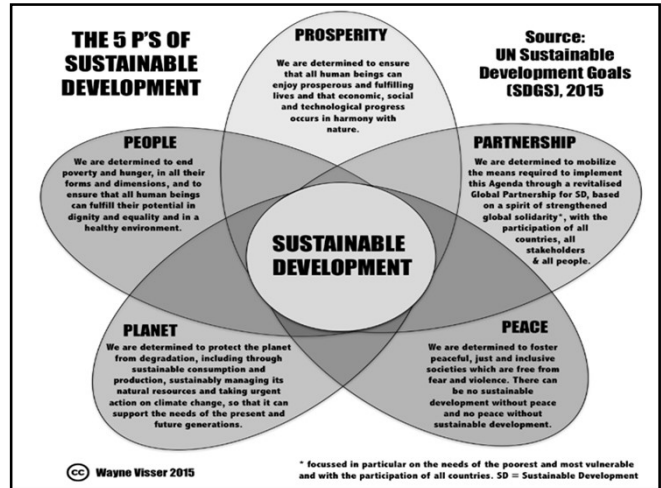 THE 5 P'S OF
SUSTAINABLE
DEVELOPMENT
PROSPERITY
We are determined to ensure
that all human beings can
enjoy prosperous and fulfilling
lives and that economic, social
and technological progress
occurs in harmony with
nature.
Source:
UN Sustainable
Development Goals
(SDGS), 2015
PEOPLE
We are determined to end
poverty and hunger, in all their
forms and dimensions, and to
ensure that all human beings
can fulfill their potential in
dignity and equality and in a
healthy environment.
PARTNERSHIP
We are determined to mobilize
the means required to implement
this Agenda through a revitalised
Global Partnership for SD, based
on a spirit of strengthened
global solidarity*, with the
participation of all
countries, all
stakeholders
& all people.
SUSTAINABLE
DEVELOPMENT
PLANET
We are determined to protect the planet
from degradation, including through
sustainable consumption and
production, sustainably managing its
natural resources and taking urgent
action on climate change, so that it can
support the needs of the present and
future generations.
PEACE
We are determined to foster
peaceful, just and inclusive
societies which are free from
fear and violence. There can
be no sustainable
development without peace
and no peace without
sustainable development.
cc Wayne Visser 2015
* focussed in particular on the needs of the poorest and most vulnerable
and with the participation of all countries. SD = Sustainable Development